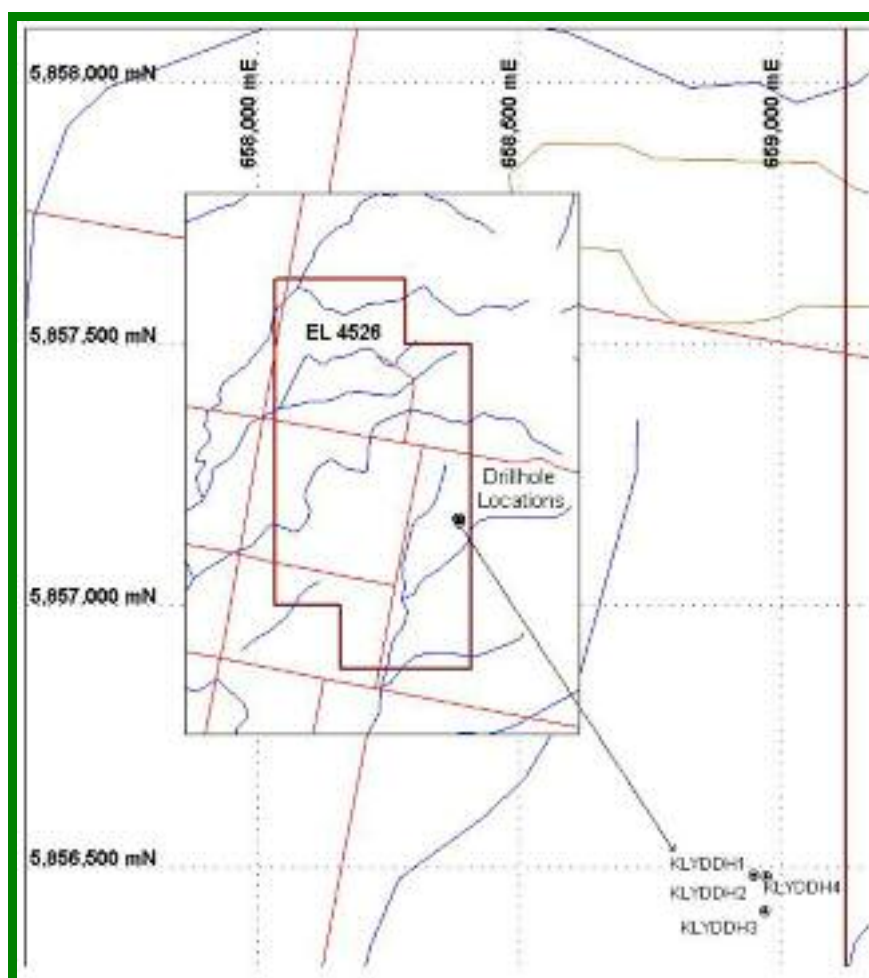 5,858,000 mN
658,000 mE
658,500 mE
659,000 mE
5,857,500 mN
EL 4526
Drillhole
Locations
5,857,000 mN
5,856,500 mN
KLYDDH1
KLYDDH2
KLYDDH4
KLYDDH3